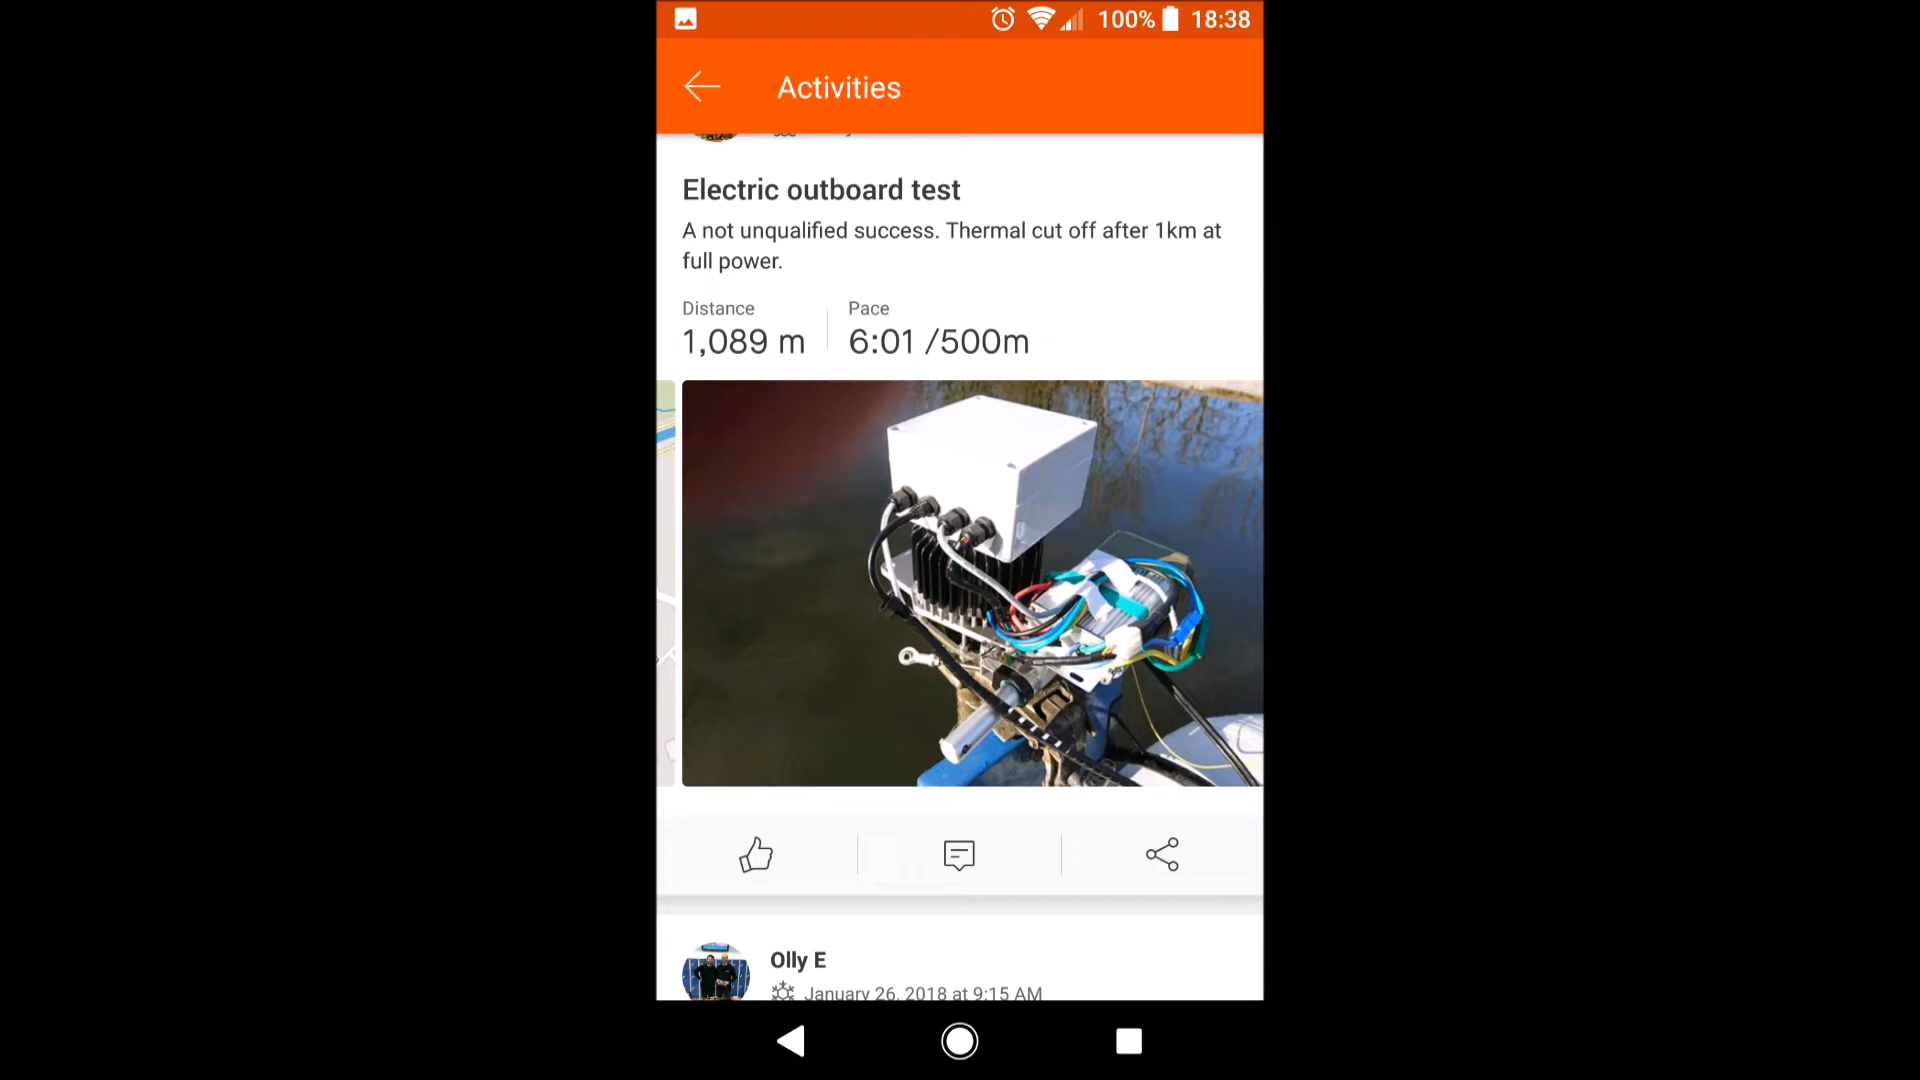 100% 18:38
Activities
Electric outboard test
A not unqualified success. Thermal cut off after 1km at
full power.
Distance
Pace
1,089 m
6:01 /500m
Olly E
January 26, 2018 at 9:15 AM